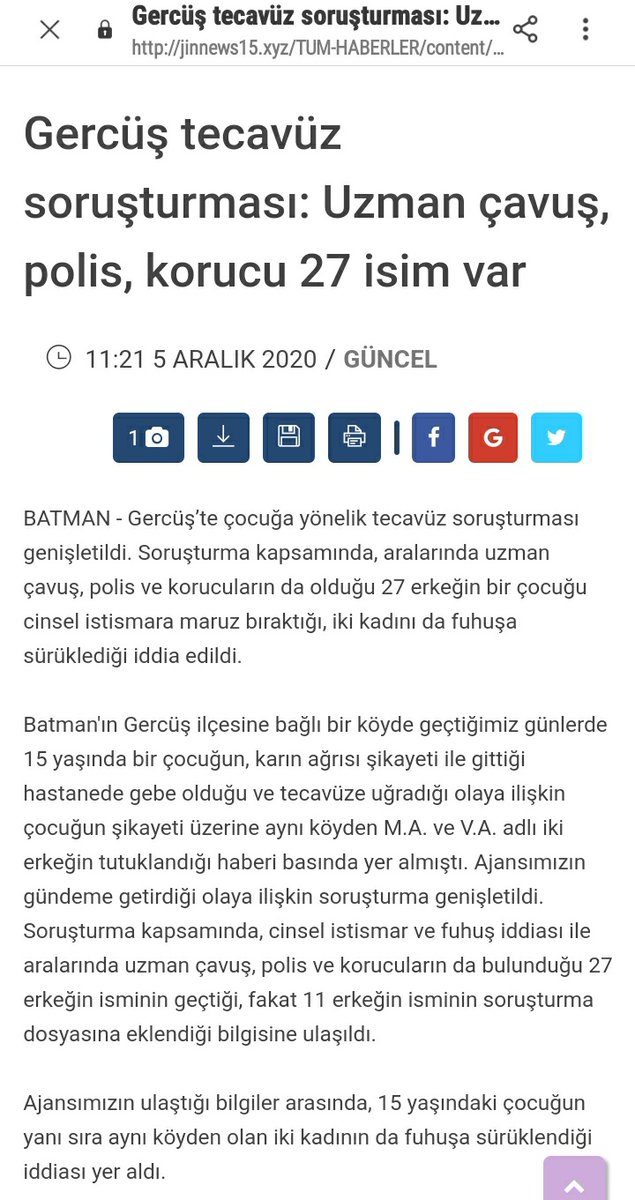 Gercüş tecavüz soruşturması: Uz...
http://jinnews15.xyz/TUM-HABERLER/content/...
Gercüş tecavüz
soruşturması: Uzman çavuş,
polis, korucu 27 isim var
11:21 5 ARALIK 2020 / GÜNCEL
1
f G
BATMAN - Gercüş’te çocuğa yönelik tecavüz soruşturması
genişletildi. Soruşturma kapsamında, aralarında uzman
çavuş, polis ve korucuların da olduğu 27 erkeğin bir çocuğu
cinsel istismara maruz bıraktığı, iki kadını da fuhuşa
sürüklediği iddia edildi.
Batman'ın Gercüş ilçesine bağlı bir köyde geçtiğimiz günlerde
15 yaşında bir çocuğun, karın ağrısı şikayeti ile gittiği
hastanede gebe olduğu ve tecavüze uğradığı olaya ilişkin
çocuğun şikayeti üzerine aynı köyden M.A. ve V.A. adlı iki
erkeğin tutuklandığı haberi basında yer almıştı. Ajansımızın
gündeme getirdiği olaya ilişkin soruşturma genişletildi.
Soruşturma kapsamında, cinsel istismar ve fuhuş iddiası ile
aralarında uzman çavuş, polis ve korucuların da bulunduğu 27
erkeğin isminin geçtiği, fakat 11 erkeğin isminin soruşturma
dosyasına eklendiği bilgisine ulaşıldı.
Ajansımızın ulaştığı bilgiler arasında, 15 yaşındaki çocuğun
yanı sıra aynı köyden olan iki kadının da fuhuşa sürüklendiği
iddiası yer aldı.